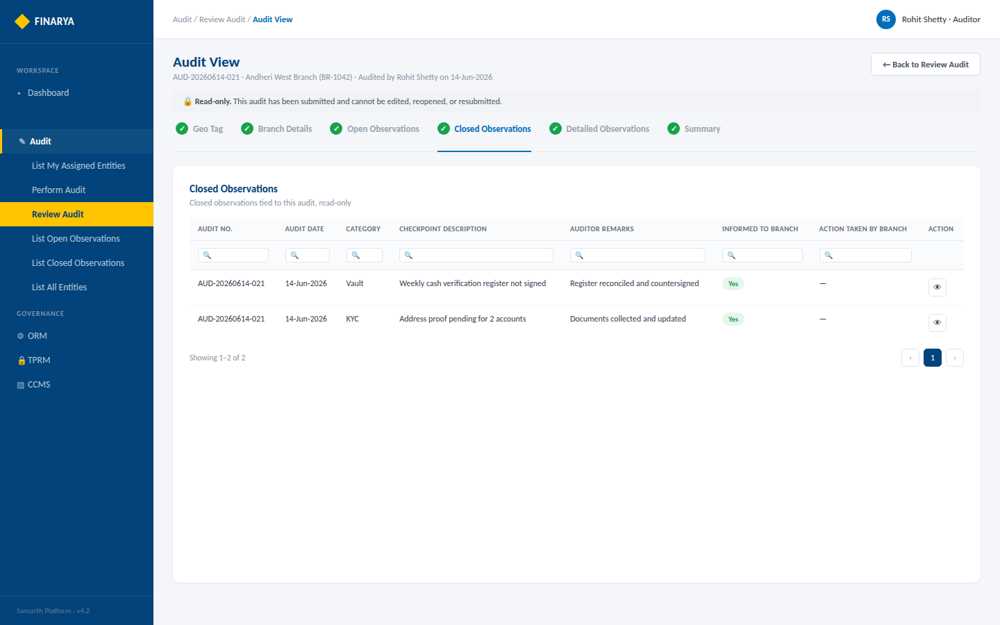 FINARYA
Audit / Review Audit / Audit View
RS
Rohit Shetty · Auditor
WORKSPACE
Dashboard
Audit
List My Assigned Entities
Perform Audit
Review Audit
List Open Observations
List Closed Observations
List All Entities
GOVERNANCE
ORM
TPRM
CCMS
Samarth Platform - v4.2
Audit View
AUD-20260614-021 · Andheri West Branch (BR-1042) · Audited by Rohit Shetty on 14-Jun-2026
← Back to Review Audit
Read-only. This audit has been submitted and cannot be edited, reopened, or resubmitted.
Geo Tag
Branch Details
Open Observations
Closed Observations
Detailed Observations
Summary
Closed Observations
Closed observations tied to this audit, read-only
AUDIT NO. AUDIT DATE CATEGORY CHECKPOINT DESCRIPTION AUDITOR REMARKS INFORMED TO BRANCH ACTION TAKEN BY BRANCH ACTION
AUD-20260614-021 14-Jun-2026 Vault Weekly cash verification register not signed Register reconciled and countersigned Yes —
AUD-20260614-021 14-Jun-2026 KYC Address proof pending for 2 accounts Documents collected and updated Yes —
Showing 1–2 of 2
‹ 1 ›